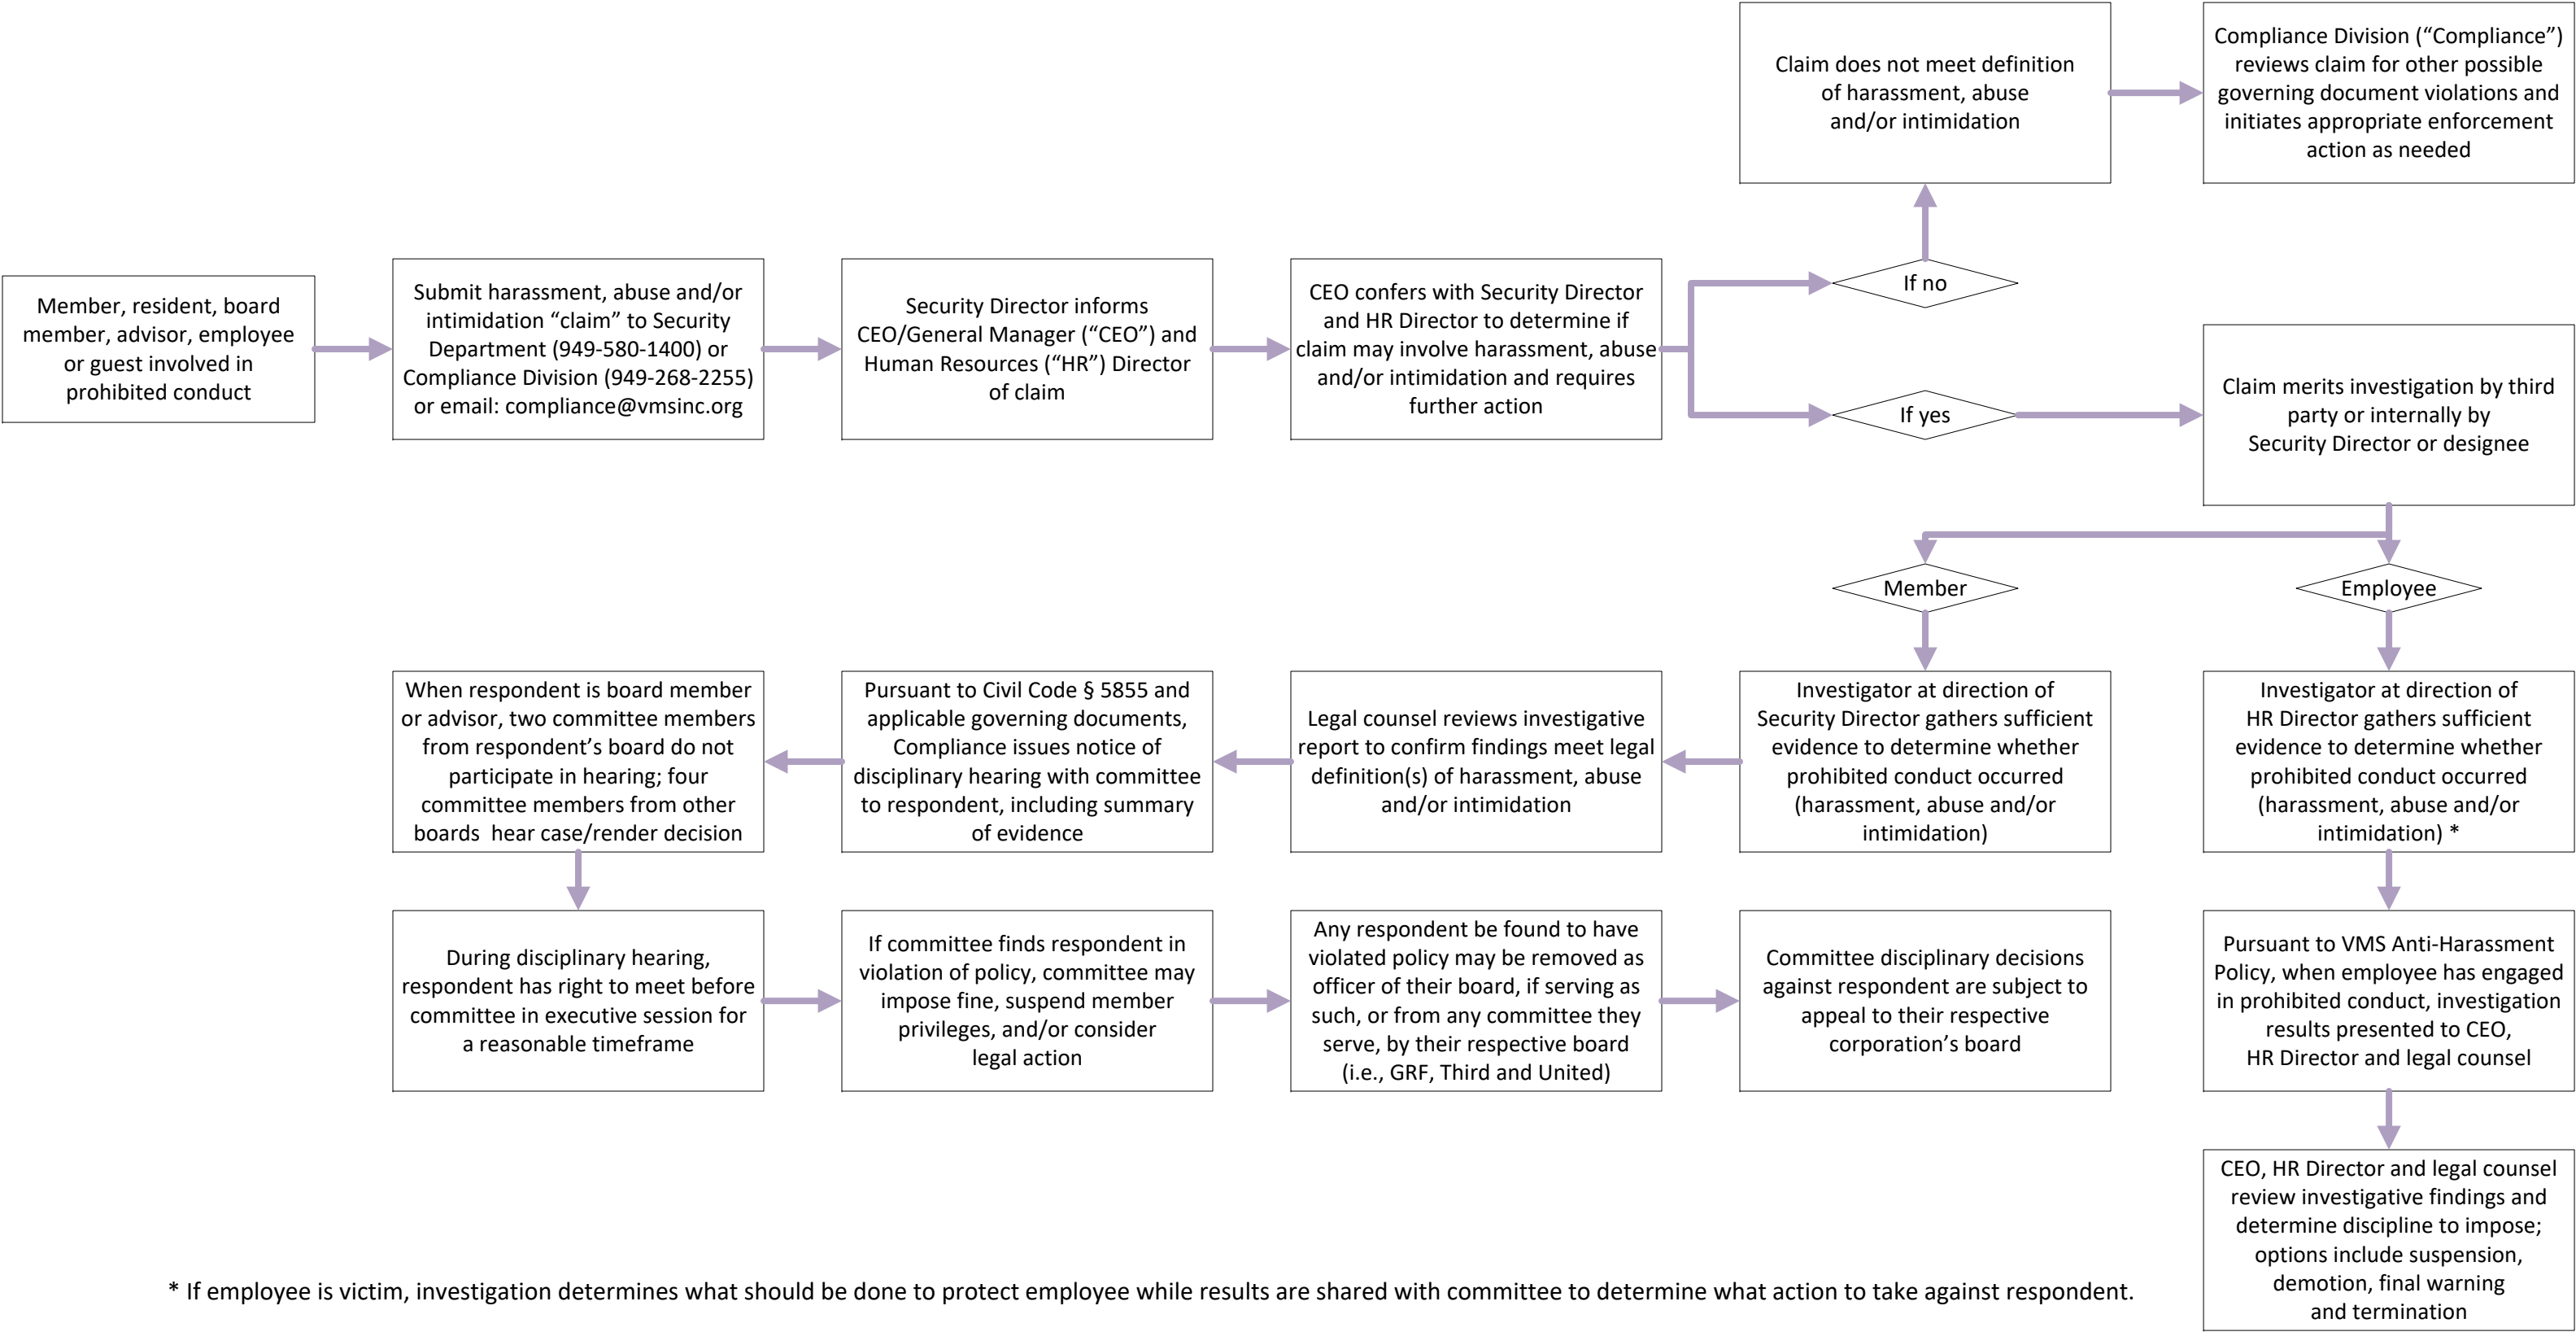 Claim does not meet definition
of harassment, abuse
and/or intimidation
Compliance Division (“Compliance”)
reviews claim for other possible
governing document violations and
initiates appropriate enforcement
action as needed
Member, resident, board
member, advisor, employee
or guest involved in
prohibited conduct
Submit harassment, abuse and/or
intimidation “claim” to Security
Department (949-580-1400) or
Compliance Division (949-268-2255)
or email: compliance@vmsinc.org
Security Director informs
CEO/General Manager (“CEO”) and
Human Resources (“HR”) Director
of claim
CEO confers with Security Director
and HR Director to determine if
claim may involve harassment, abuse
and/or intimidation and requires
further action
If no
If yes
Claim merits investigation by third
party or internally by
Security Director or designee
Member
Employee
When respondent is board member
or advisor, two committee members
from respondent’s board do not
participate in hearing; four
committee members from other
boards  hear case/render decision
Pursuant to Civil Code § 5855 and
applicable governing documents,
Compliance issues notice of
disciplinary hearing with committee
to respondent, including summary
of evidence
Legal counsel reviews investigative
report to confirm findings meet legal
definition(s) of harassment, abuse
and/or intimidation
Investigator at direction of
Security Director gathers sufficient
evidence to determine whether
prohibited conduct occurred
(harassment, abuse and/or
intimidation)
Investigator at direction of
HR Director gathers sufficient
evidence to determine whether
prohibited conduct occurred
(harassment, abuse and/or
intimidation) *
During disciplinary hearing,
respondent has right to meet before
committee in executive session for
a reasonable timeframe
If committee finds respondent in
violation of policy, committee may
impose fine, suspend member
privileges, and/or consider
legal action
Any respondent be found to have
violated policy may be removed as
officer of their board, if serving as
such, or from any committee they
serve, by their respective board
(i.e., GRF, Third and United)
Committee disciplinary decisions
against respondent are subject to
appeal to their respective
corporation’s board
Pursuant to VMS Anti-Harassment
Policy, when employee has engaged
in prohibited conduct, investigation
results presented to CEO,
HR Director and legal counsel
CEO, HR Director and legal counsel
review investigative findings and
determine discipline to impose;
options include suspension,
demotion, final warning
and termination
* If employee is victim, investigation determines what should be done to protect employee while results are shared with committee to determine what action to take against respondent.